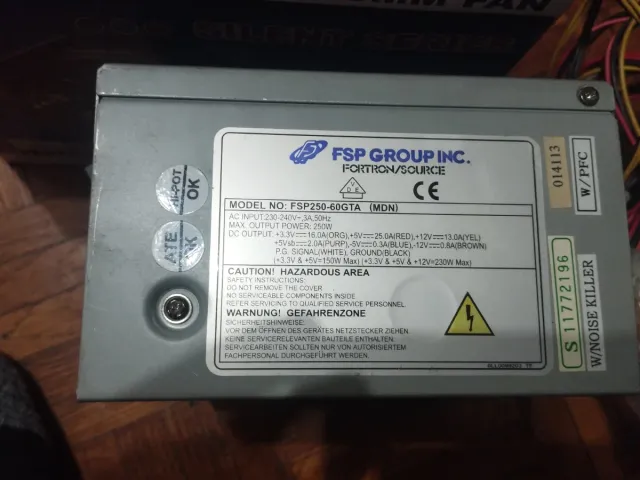 SILENT SERIES
FSP GROUP INC.
FORTRON/SOURCE
CE
MODEL NO: FSP250-60GTA (MDN)
AC INPUT:230-240V~,3A,50Hz
MAX. OUTPUT POWER: 250W
DC OUTPUT: +3.3V⎓16.0A(ORG),+5V⎓25.0A(RED), +12V⎓13.0A(YEL)
+5Vsb⎓2.0A(PURP),-5V⎓0.3A(BLUE),-12V⎓0.8A(BROWN)
P.G. SIGNAL(WHITE), GROUND(BLACK)
(+3.3V & +5V=150W Max) (+3.3V & +5V & +12V=230W Max)
CAUTION! HAZARDOUS AREA
SAFETY INSTRUCTIONS:
DO NOT REMOVE THE COVER
NO SERVICEABLE COMPONENTS INSIDE
REFER SERVICING TO QUALIFIED SERVICE PERSONNEL
WARNUNG! GEFAHRENZONE
SICHERHEITSHINWEISE:
VOR DEM ÖFFNEN DES GERÄTES NETZSTECKER ZIEHEN
KEINE SERVICERELEVANTEN BAUTEILE ENTHALTEN
SERVICEARBEITEN SOLLTEN NUR VON AUTORISIERTEM
FACHPERSONAL DURCHGEFÜHRT WERDEN.
HI-POT
OK
ATE
OK
014113
W/PFC
S 11772196
W/NOISE KILLER